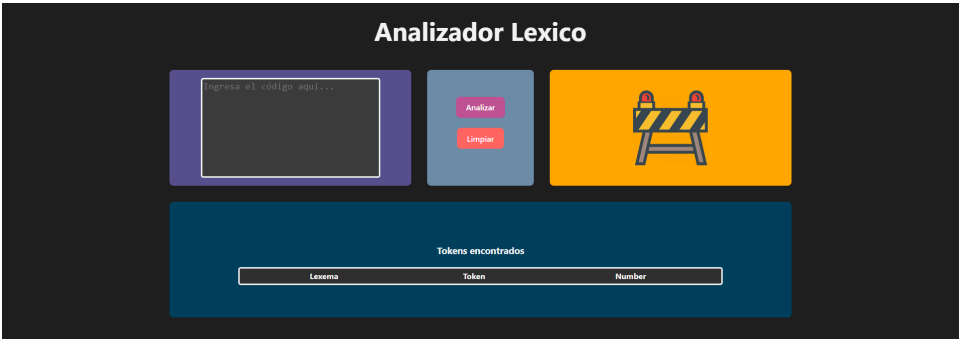 Analizador Lexico
Ingresa el código aquí...
Analizar
Limpiar
Tokens encontrados
Lexema Token Number